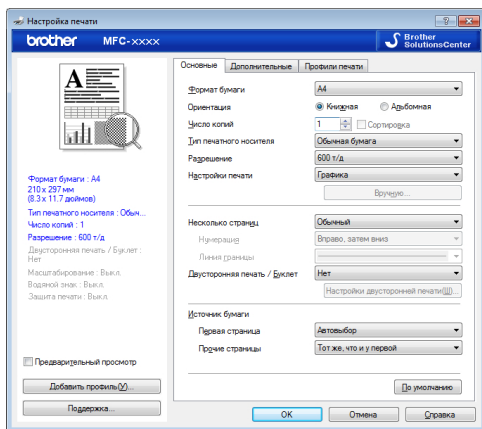 Настройка печати
brother MFC-xxxx Brother
SolutionsCenter
Основные Дополнительные Профили печати
Формат бумаги A4
Ориентация Книжная Альбомная
Число копий 1 Сортировка
Тип печатного носителя Обычная бумага
Разрешение 600 т/д
Настройки печати Графика
Вручную...
Формат бумаги : A4
210 x 297 мм
(8.3 x 11.7 дюймов)
Тип печатного носителя : Обыч...
Число копий : 1
Разрешение : 600 т/д
Двусторонняя печать / Буклет :
Нет
Масштабирование : Выкл.
Водяной знак : Выкл.
Защита печати : Выкл.
Несколько страниц Обычный
Нумерация Вправо, затем вниз
Линия границы
Двусторонняя печать / Буклет Нет
Настройки двусторонней печати(Ш)...
Источник бумаги
Первая страница Автовыбор
Прочие страницы Тот же, что и у первой
Предварительный просмотр
Добавить профиль(V)...
Поддержка...
По умолчанию
OK Отмена Справка